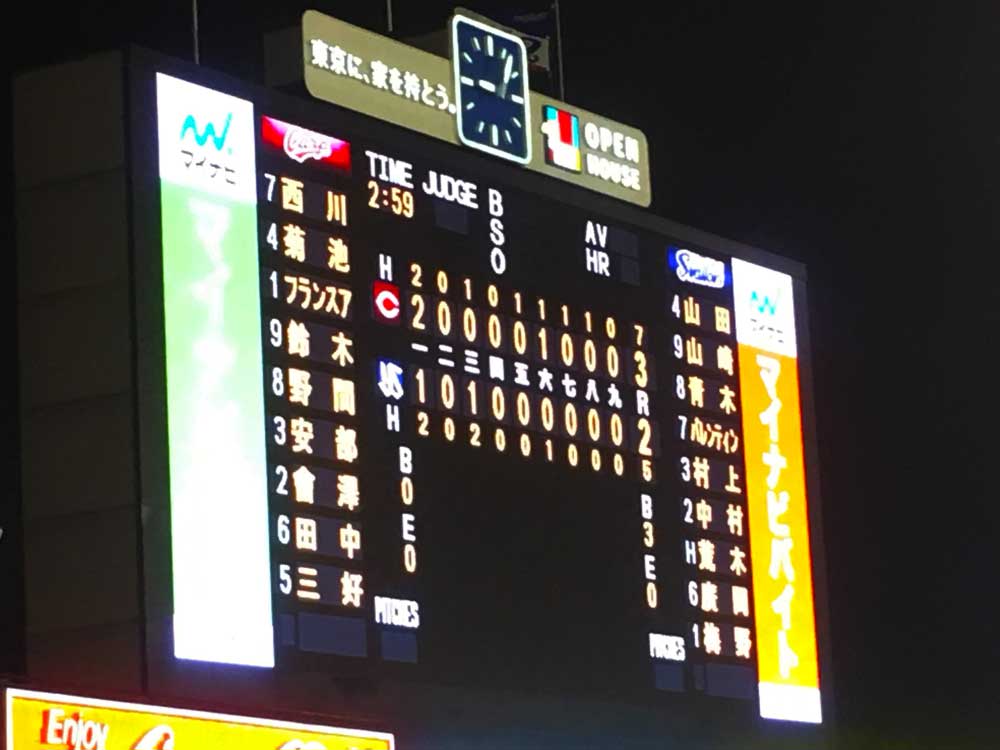 東京に、家を持とう。
OPEN
HOUSE
マイナビ
Carp
TIME JUDGE
2:59
B
S
O
AV
HR
7 西川
4 菊池
1 フランスア
9 鈴木
8 野間
3 安部
2 會澤
6 田中
5 三好
H 2 0 1 0 1 1 1 0 7
C 2 0 0 0 0 1 0 0 0 3
一 二 三 四 五 六 七 八 九 R
YS 1 0 1 0 0 0 0 0 0 2
H 2 0 2 0 0 1 0 0 0 5
B 0 E 0
B 3 E 0
PITCHES
PITCHES
4 山田
9 山崎
8 青木
7 バレンティン
3 村上
2 中村
H 荒木
6 廣岡
1 梅野
マイナビ
マイナビバイト
Enjoy